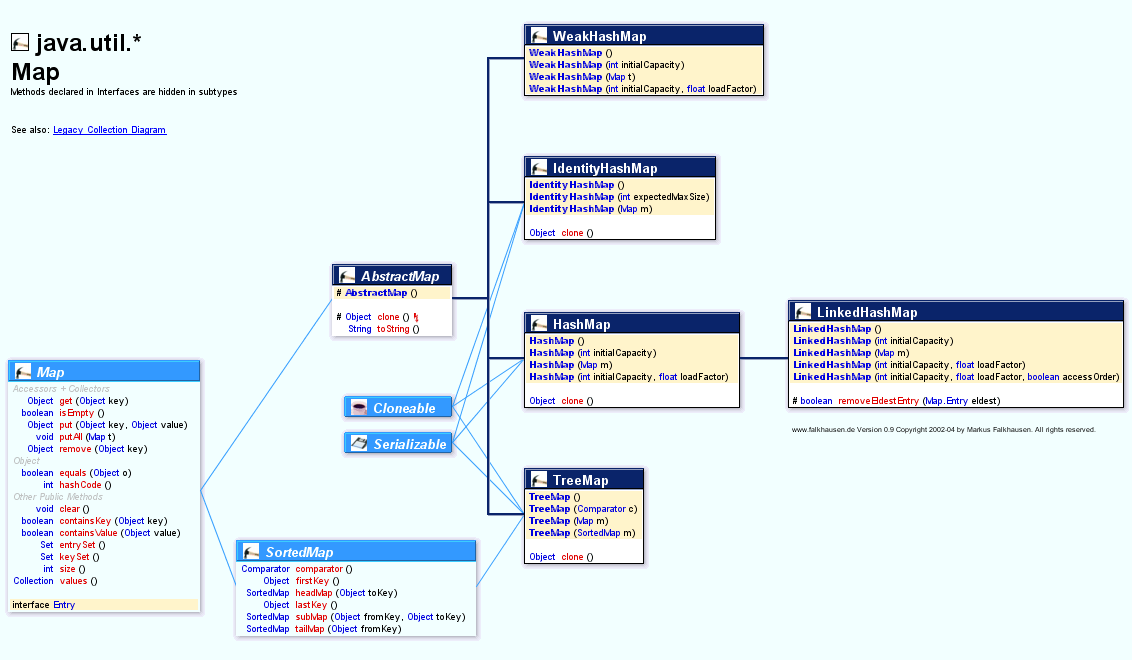 java.util.*
Map
Methods declared in Interfaces are hidden in subtypes
See also: Legacy Collection Diagram
WeakHashMap
WeakHashMap ()
WeakHashMap (int initialCapacity)
WeakHashMap (Map t)
WeakHashMap (int initialCapacity, float loadFactor)
IdentityHashMap
IdentityHashMap ()
IdentityHashMap (int expectedMaxSize)
IdentityHashMap (Map m)
Object clone ()
AbstractMap
# AbstractMap ()
# Object clone ()
String toString ()
HashMap
HashMap ()
HashMap (int initialCapacity)
HashMap (Map m)
HashMap (int initialCapacity, float loadFactor)
Object clone ()
LinkedHashMap
LinkedHashMap ()
LinkedHashMap (int initialCapacity)
LinkedHashMap (Map m)
LinkedHashMap (int initialCapacity, float loadFactor)
LinkedHashMap (int initialCapacity, float loadFactor, boolean accessOrder)
# boolean removeEldestEntry (Map.Entry eldest)
www.falkhausen.de Version 0.9 Copyright 2002-04 by Markus Falkhausen. All rights reserved.
Map
Accessors + Collectors
Object get (Object key)
boolean isEmpty ()
Object put (Object key, Object value)
void putAll (Map t)
Object remove (Object key)
Object
boolean equals (Object o)
int hashCode ()
Other Public Methods
void clear ()
boolean containsKey (Object key)
boolean containsValue (Object value)
Set entrySet ()
Set keySet ()
int size ()
Collection values ()
interface Entry
Cloneable
Serializable
TreeMap
TreeMap ()
TreeMap (Comparator c)
TreeMap (Map m)
TreeMap (SortedMap m)
Object clone ()
SortedMap
Comparator comparator ()
Object firstKey ()
SortedMap headMap (Object toKey)
Object lastKey ()
SortedMap subMap (Object fromKey, Object toKey)
SortedMap tailMap (Object fromKey)